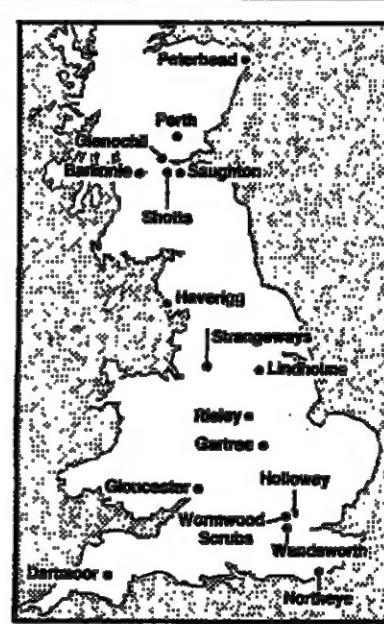 Peterhead
Perth
Glenochil
Barlinnie
Saughton
Shotts
Haverigg
Strangeways
Lindholme
Risley
Gartree
Holloway
Gloucester
Wormwood
Scrubs
Wandsworth
Dartmoor
Northeye